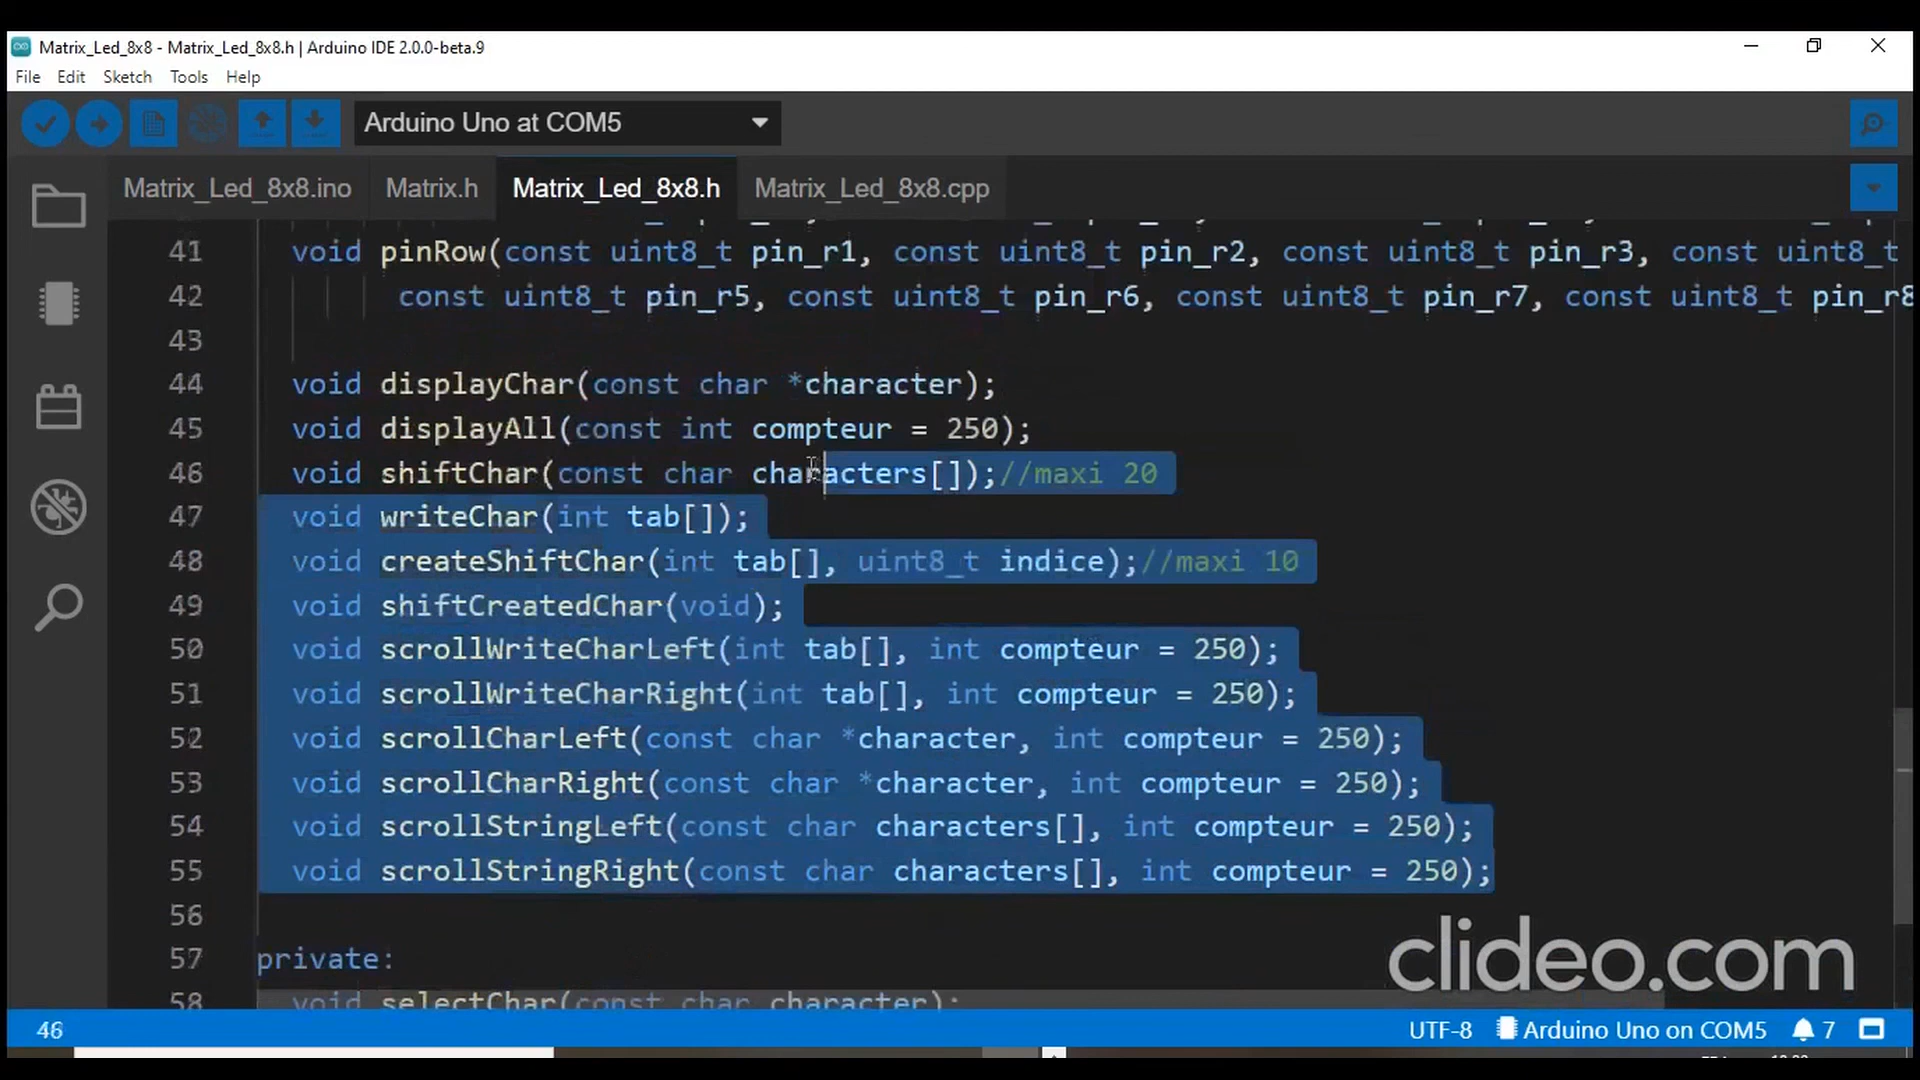 Matrix_Led_8x8 - Matrix_Led_8x8.h | Arduino IDE 2.0.0-beta.9
File Edit Sketch Tools Help
Arduino Uno at COM5
Matrix_Led_8x8.ino Matrix.h Matrix_Led_8x8.h Matrix_Led_8x8.cpp
41 void pinRow(const uint8_t pin_r1, const uint8_t pin_r2, const uint8_t pin_r3, const uint8_t
42 const uint8_t pin_r5, const uint8_t pin_r6, const uint8_t pin_r7, const uint8_t pin_r8
43
44 void displayChar(const char *character);
45 void displayAll(const int compteur = 250);
46 void shiftChar(const char characters[]);//maxi 20
47 void writeChar(int tab[]);
48 void createShiftChar(int tab[], uint8_t indice);//maxi 10
49 void shiftCreatedChar(void);
50 void scrollWriteCharLeft(int tab[], int compteur = 250);
51 void scrollWriteCharRight(int tab[], int compteur = 250);
52 void scrollCharLeft(const char *character, int compteur = 250);
53 void scrollCharRight(const char *character, int compteur = 250);
54 void scrollStringLeft(const char characters[], int compteur = 250);
55 void scrollStringRight(const char characters[], int compteur = 250);
56
57 private:
58 void selectChar(const char character);
clideo.com
46 UTF-8 Arduino Uno on COM5 7